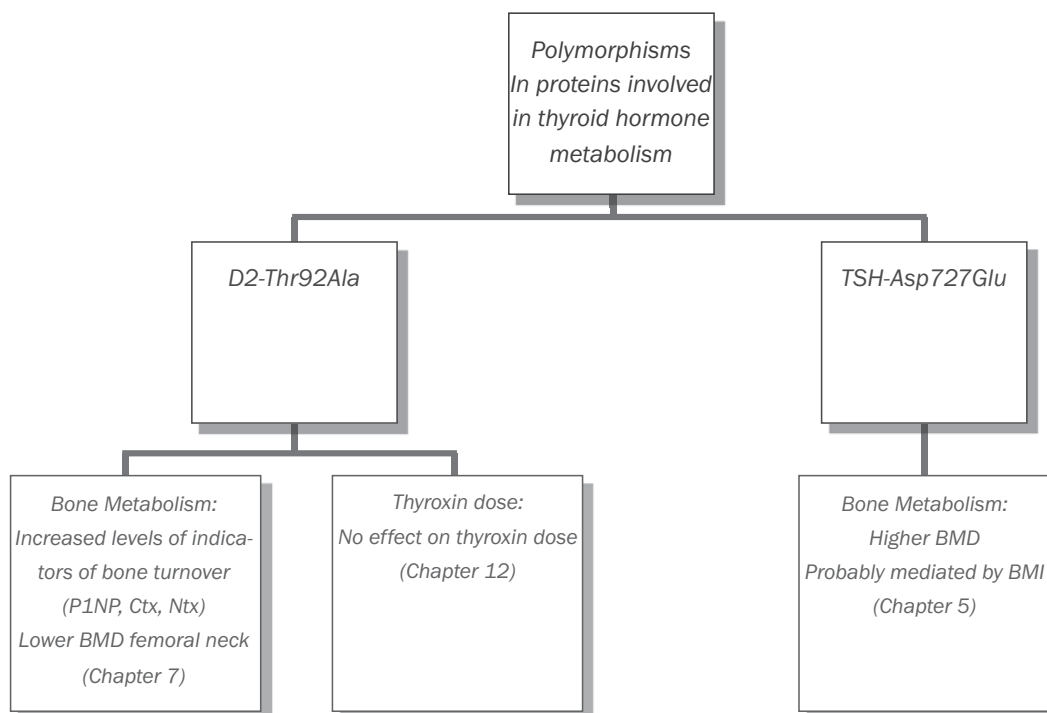 Polymorphisms
In proteins involved
in thyroid hormone
metabolism
D2-Thr92Ala
TSH-Asp727Glu
Bone Metabolism:
Increased levels of indica-
tors of bone turnover
(P1NP, Ctx, Ntx)
Lower BMD femoral neck
(Chapter 7)
Thyroxin dose:
No effect on thyroxin dose
(Chapter 12)
Bone Metabolism:
Higher BMD
Probably mediated by BMI
(Chapter 5)